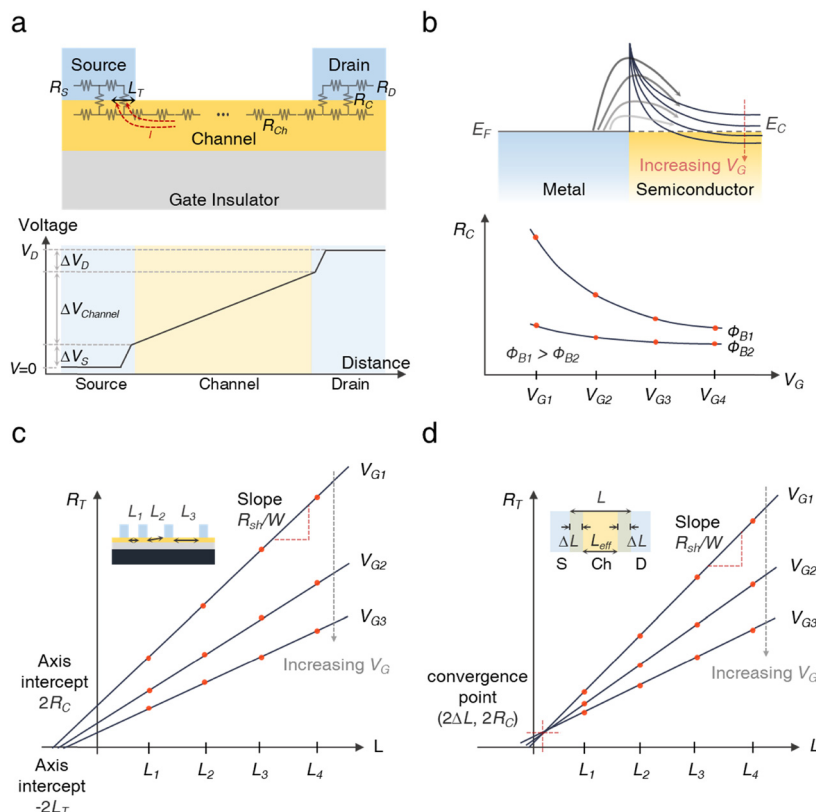 a
Source
Drain
R_S
L_T
R_D
R_C
...
R_Ch
I
Channel
Gate Insulator
Voltage
V_D
ΔV_D
ΔV_Channel
ΔV_S
V=0
Distance
Source
Channel
Drain
b
E_F
E_C
Increasing V_G
Metal
Semiconductor
R_C
Φ_B1
Φ_B2
Φ_B1 > Φ_B2
V_G
V_G1
V_G2
V_G3
V_G4
c
R_T
L_1
L_2
L_3
Slope
R_sh/W
V_G1
V_G2
V_G3
Increasing V_G
Axis
intercept
2R_C
L
Axis
intercept
-2L_T
L_1
L_2
L_3
L_4
d
R_T
L
ΔL
L_eff
ΔL
S
Ch
D
Slope
R_sh/W
V_G1
V_G2
V_G3
Increasing V_G
convergence
point
(2ΔL, 2R_C)
L
L_1
L_2
L_3
L_4